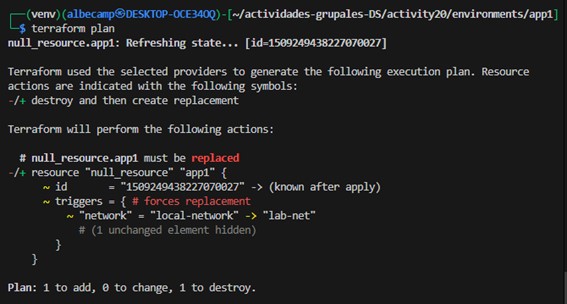 (venv)(albecamp㉿DESKTOP-OCE34OQ)-[~/actividades-grupales-DS/activity20/environments/app1]
$ terraform plan
null_resource.app1: Refreshing state... [id=1509249438227070027]
Terraform used the selected providers to generate the following execution plan. Resource
actions are indicated with the following symbols:
-/+ destroy and then create replacement
Terraform will perform the following actions:
# null_resource.app1 must be replaced
-/+ resource "null_resource" "app1" {
~ id       = "1509249438227070027" -> (known after apply)
~ triggers = { # forces replacement
~ "network" = "local-network" -> "lab-net"
# (1 unchanged element hidden)
}
}
Plan: 1 to add, 0 to change, 1 to destroy.